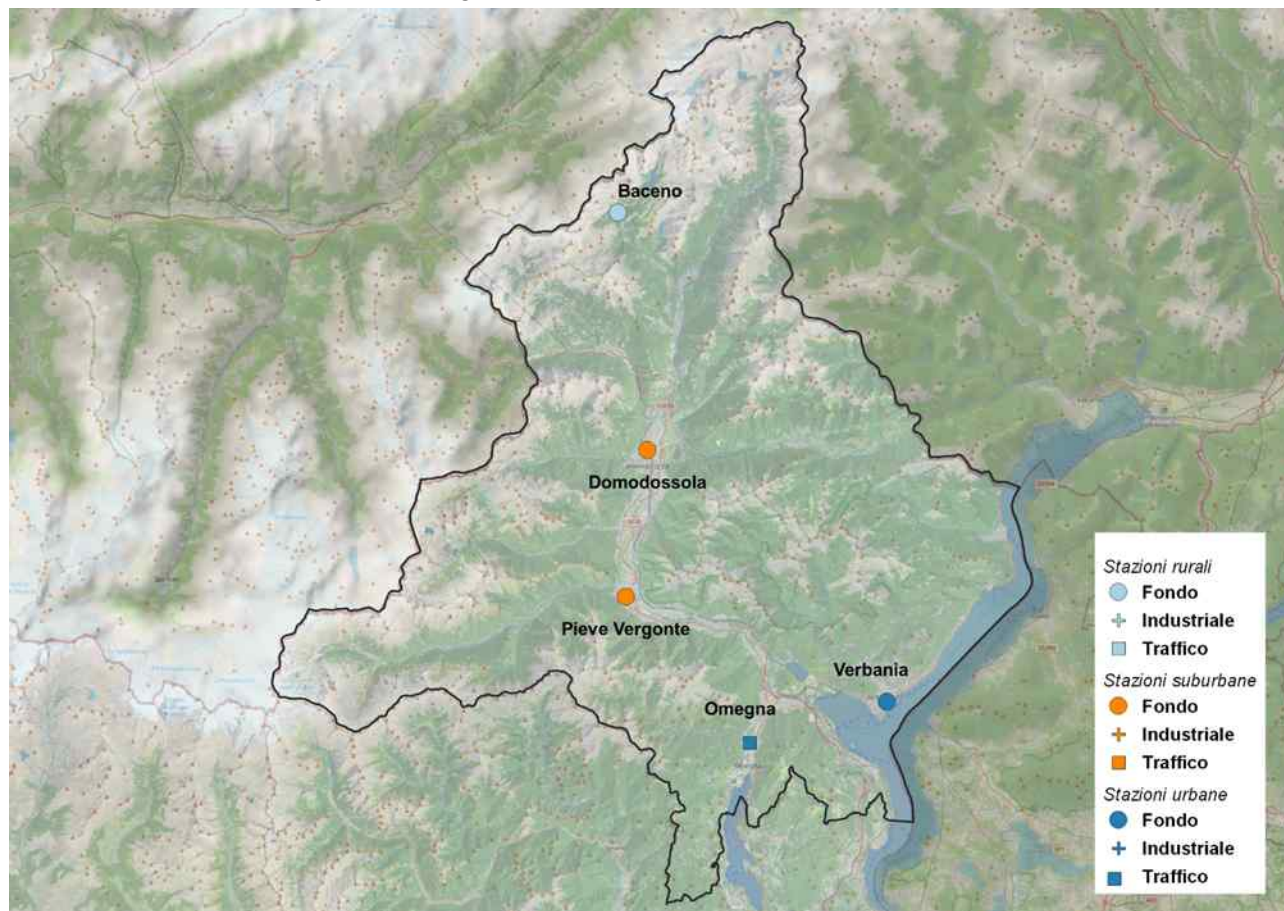 Baceno
Domodossola
Pieve Vergonte
Verbania
Omegna
Stazioni rurali
Fondo
Industriale
Traffico
Stazioni suburbane
Fondo
Industriale
Traffico
Stazioni urbane
Fondo
Industriale
Traffico